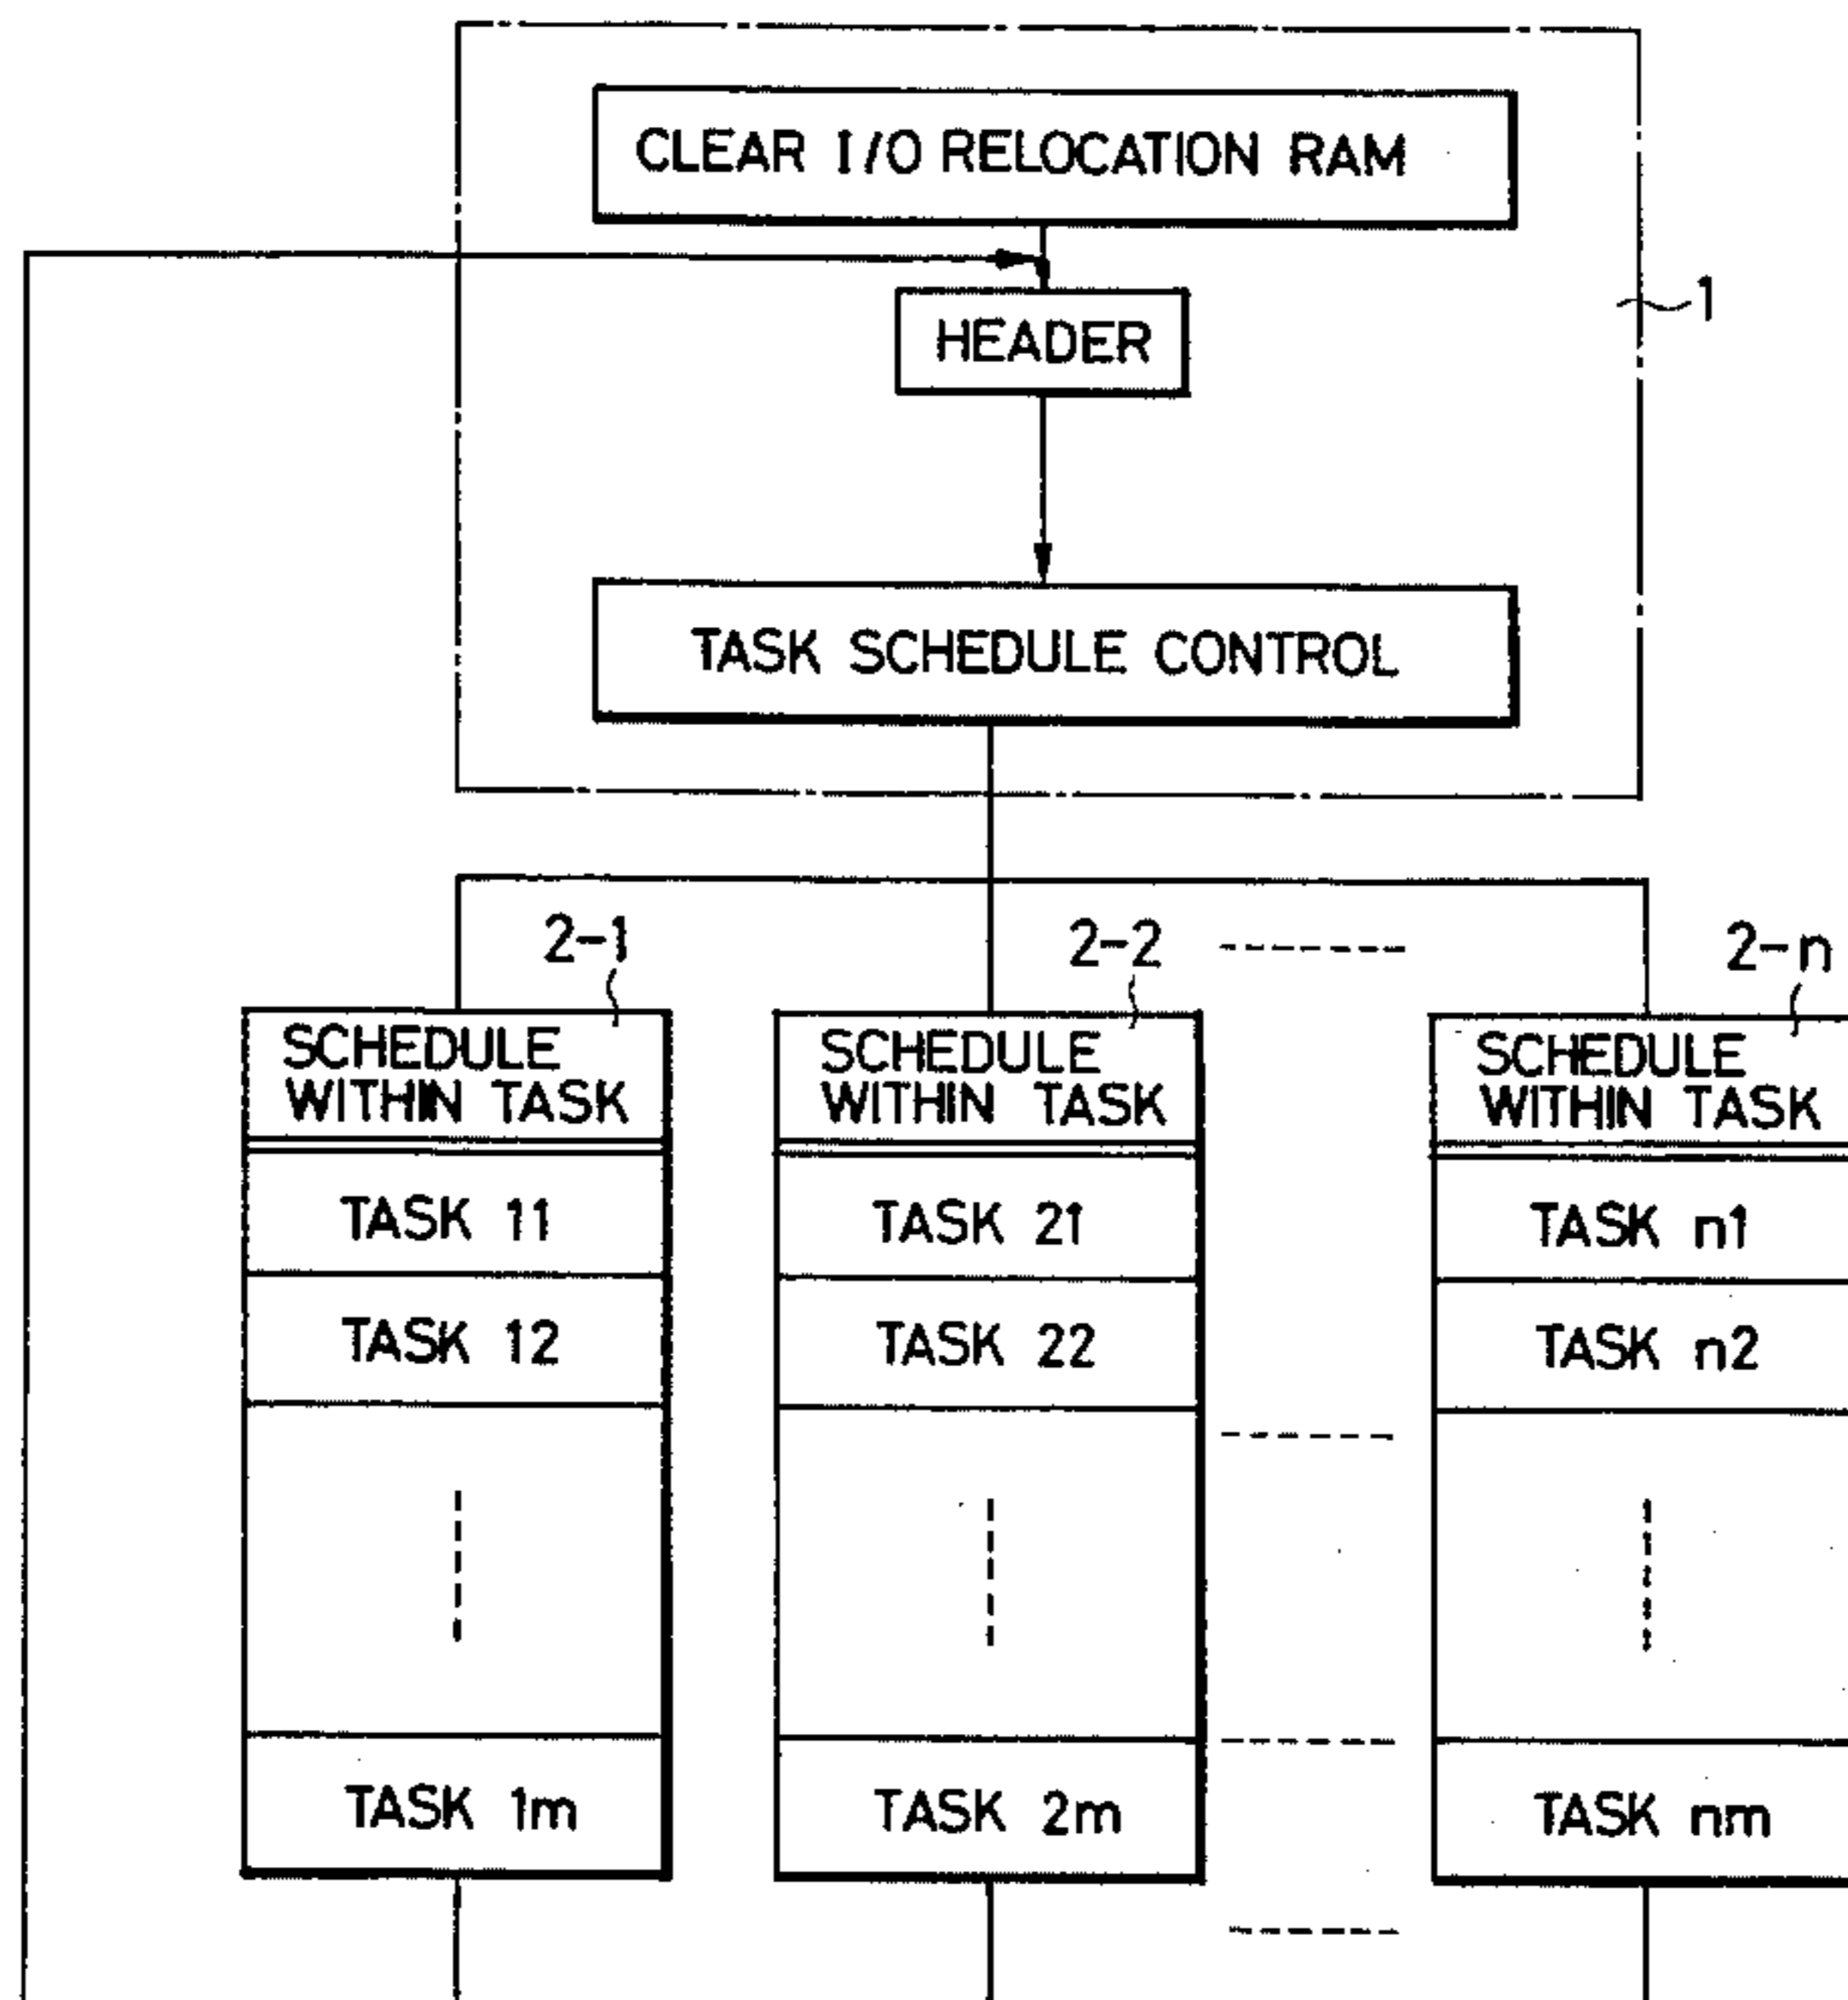 CLEAR I/O RELOCATION RAM
HEADER
1
TASK SCHEDULE CONTROL
2-1
2-2
2-n
SCHEDULE
WITHIN TASK
TASK 11
TASK 12
TASK 1m
SCHEDULE
WITHIN TASK
TASK 21
TASK 22
TASK 2m
SCHEDULE
WITHIN TASK
TASK n1
TASK n2
TASK nm